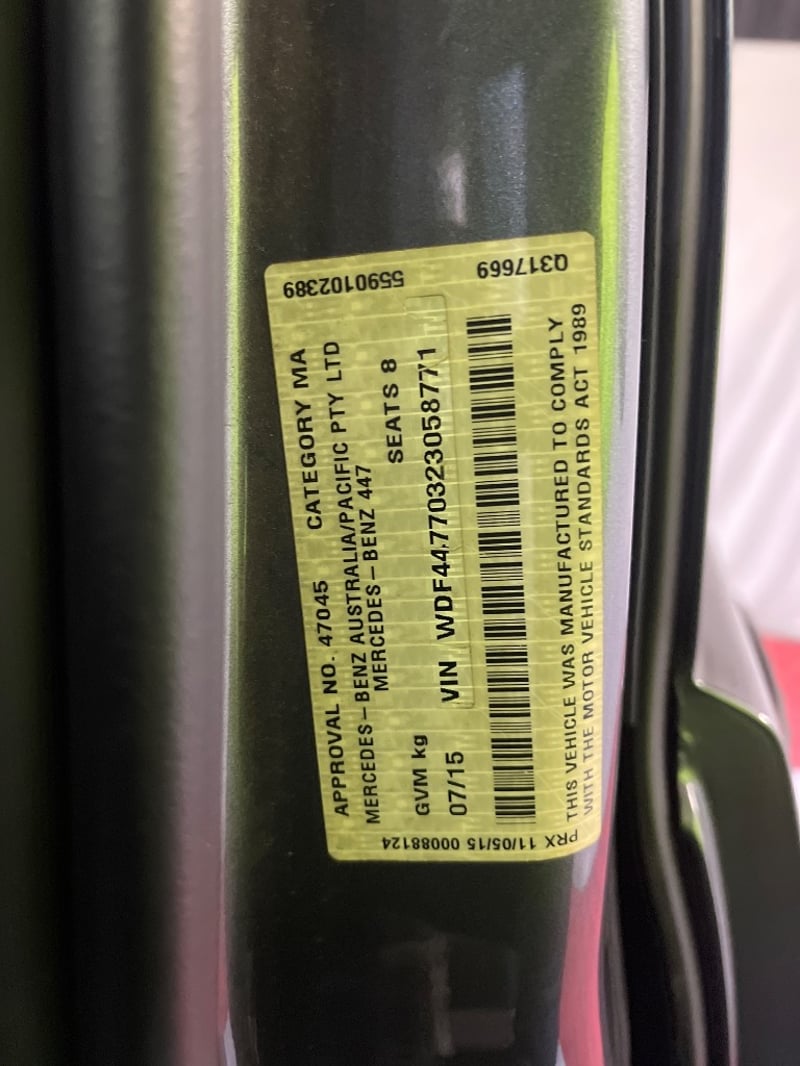 APPROVAL NO. 47045 CATEGORY MA
MERCEDES-BENZ AUSTRALIA/PACIFIC PTY LTD
MERCEDES-BENZ 447
GVM kg SEATS 8
07/15 VIN WDF44770323058771
THIS VEHICLE WAS MANUFACTURED TO COMPLY
WITH THE MOTOR VEHICLE STANDARDS ACT 1989
5590102389 Q317669
PRX 11/05/15 00088124